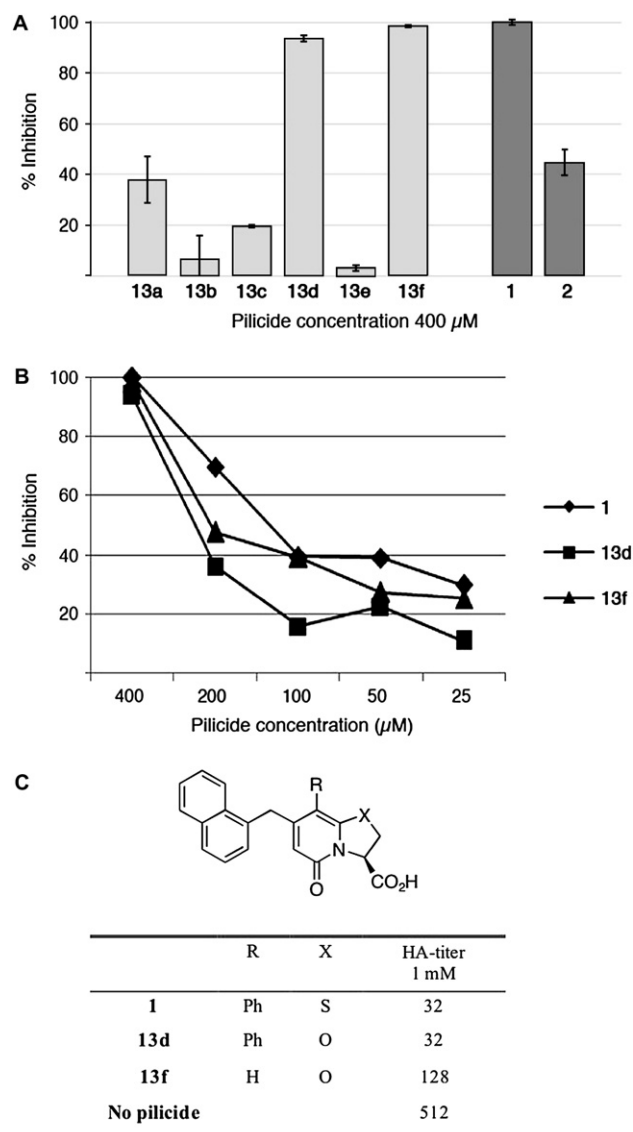 A
% Inhibition
100
80
60
40
20
13a 13b 13c 13d 13e 13f 1 2
Pilicide concentration 400 µM
B
% Inhibition
100
80
60
40
20
400 200 100 50 25
Pilicide concentration (µM)
1
13d
13f
C
R
X
N
O
CO₂H
R X HA-titer
1 mM
1 Ph S 32
13d Ph O 32
13f H O 128
No pilicide 512